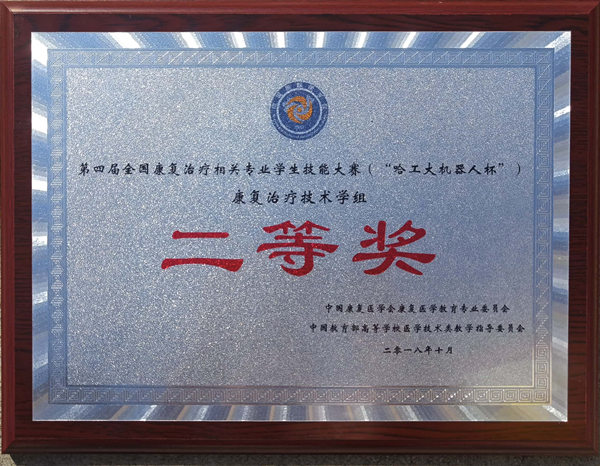 第四届全国康复治疗相关专业学生技能大赛（“哈工大机器人杯”）
康复治疗技术学组
二等奖
中国康复医学会康复医学教育专业委员会
中国教育部高等学校医学技术类教学指导委员会
二零一八年十月